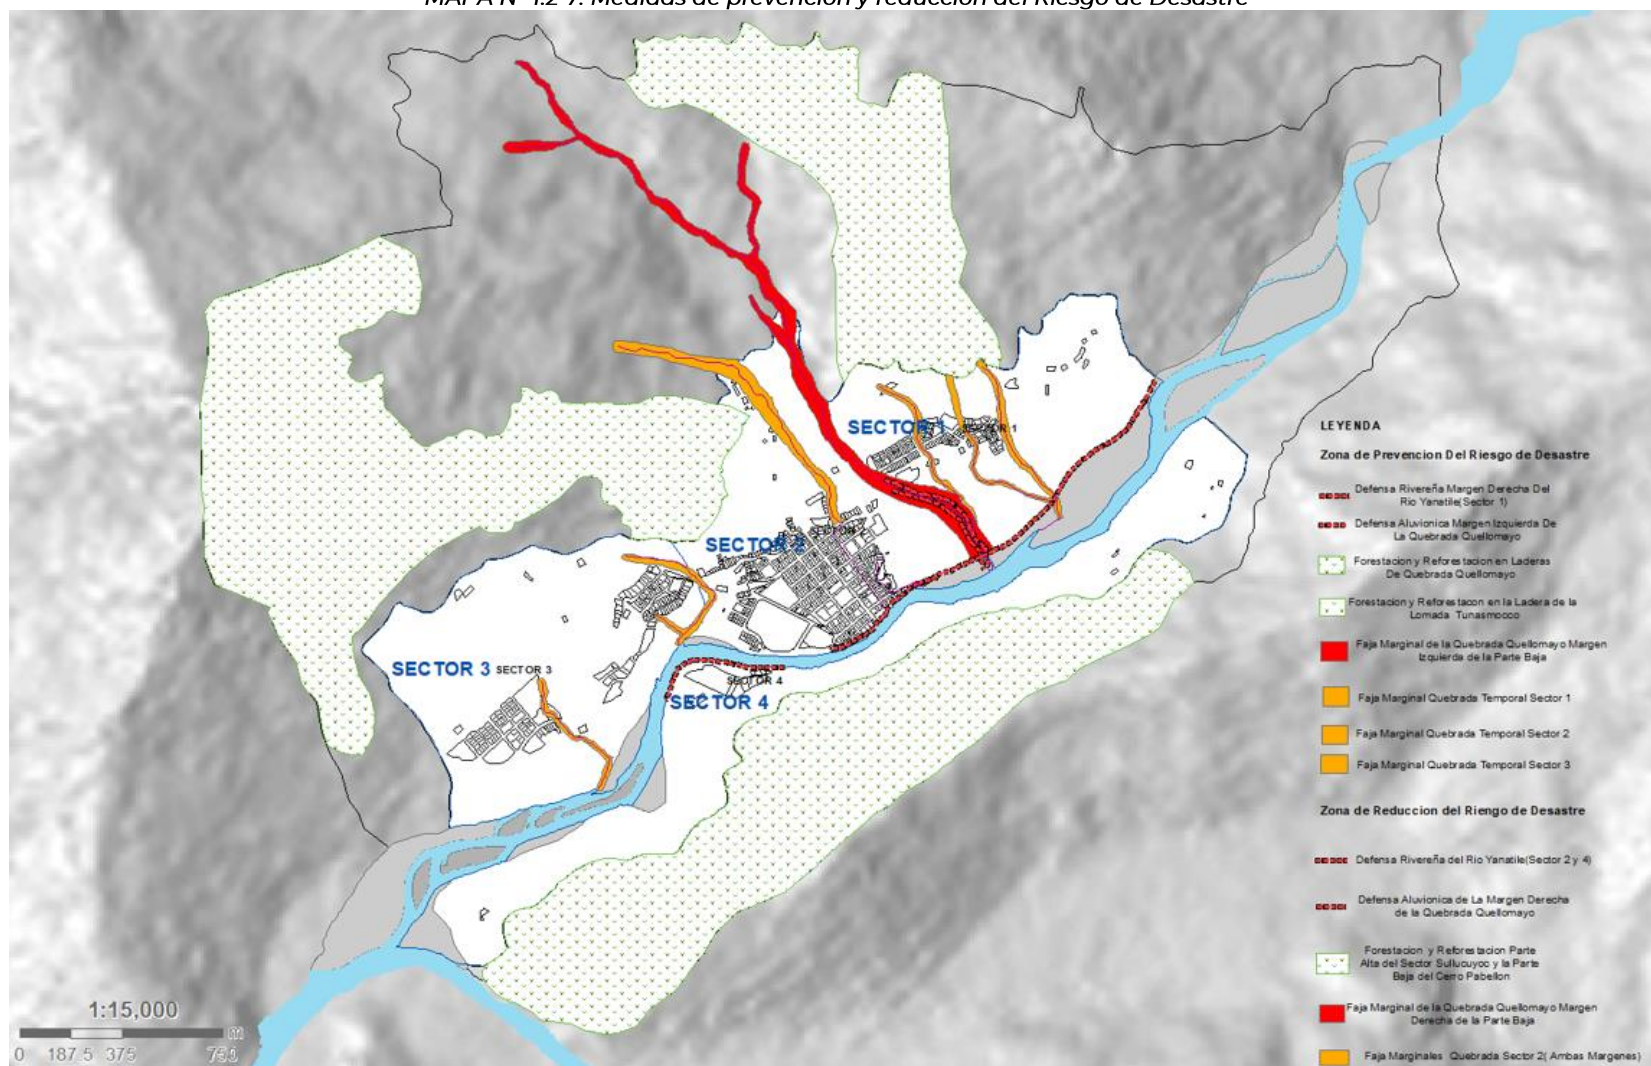 MAPA N° 1.2-7: Medidas de prevención y reducción del Riesgo de Desastre
SECTOR 1
SECTOR 1
SECTOR 2
SECTOR
SECTOR 3
SECTOR 3
SECTOR 4
SECTOR 4
LEYENDA
Zona de Prevencion Del Riesgo de Desastre
Defensa Rivereña Margen Derecha Del
Rio Yanatile(Sector 1)
Defensa Aluvionica Margen Izquierda De
La Quebrada Quellomayo
Forestacion y Reforestacion en Laderas
De Quebrada Quellomayo
Forestacion y Reforestacon en la Ladera de la
Lomada Tunasmocco
Faja Marginal de la Quebrada Quellomayo Margen
Izquierda de la Parte Baja
Faja Marginal Quebrada Temporal Sector 1
Faja Marginal Quebrada Temporal Sector 2
Faja Marginal Quebrada Temporal Sector 3
Zona de Reduccion del Riengo de Desastre
Defensa Rivereña del Rio Yanatile(Sector 2 y 4)
Defensa Aluvionica de La Margen Derecha
de la Quebrada Quellomayo
Forestacion y Reforestacion Parte
Alta del Sector Sullucuyoc y la Parte
Baja del Cerro Pabellon
Faja Marginal de la Quebrada Quellomayo Margen
Derecha de la Parte Baja
Faja Marginales Quebrada Sector 2( Ambas Margenes)
1:15,000
m
0 187.5 375 750